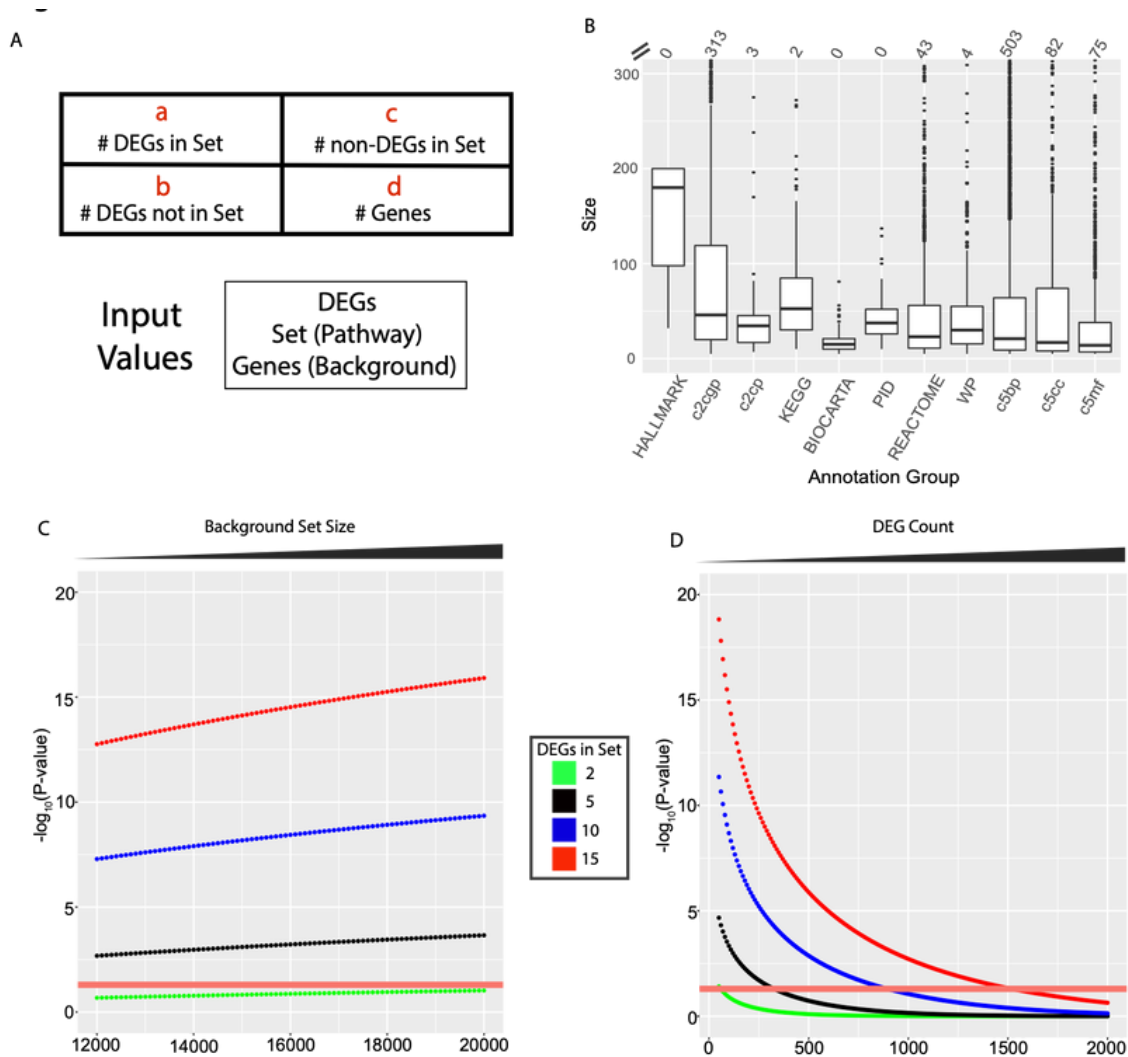 A
a
# DEGs in Set
c
# non-DEGs in Set
b
# DEGs not in Set
d
# Genes
Input
Values
DEGs
Set (Pathway)
Genes (Background)
B
0
313
3
2
0
0
43
4
503
82
75
300
200
100
0
Size
HALLMARK
c2cgp
c2cp
KEGG
BIOCARTA
PID
REACTOME
WP
c5bp
c5cc
c5mf
Annotation Group
C
Background Set Size
20
15
10
5
0
-log10(P-value)
12000
14000
16000
18000
20000
DEGs in Set
2
5
10
15
D
DEG Count
20
15
10
5
0
-log10(P-value)
0
500
1000
1500
2000